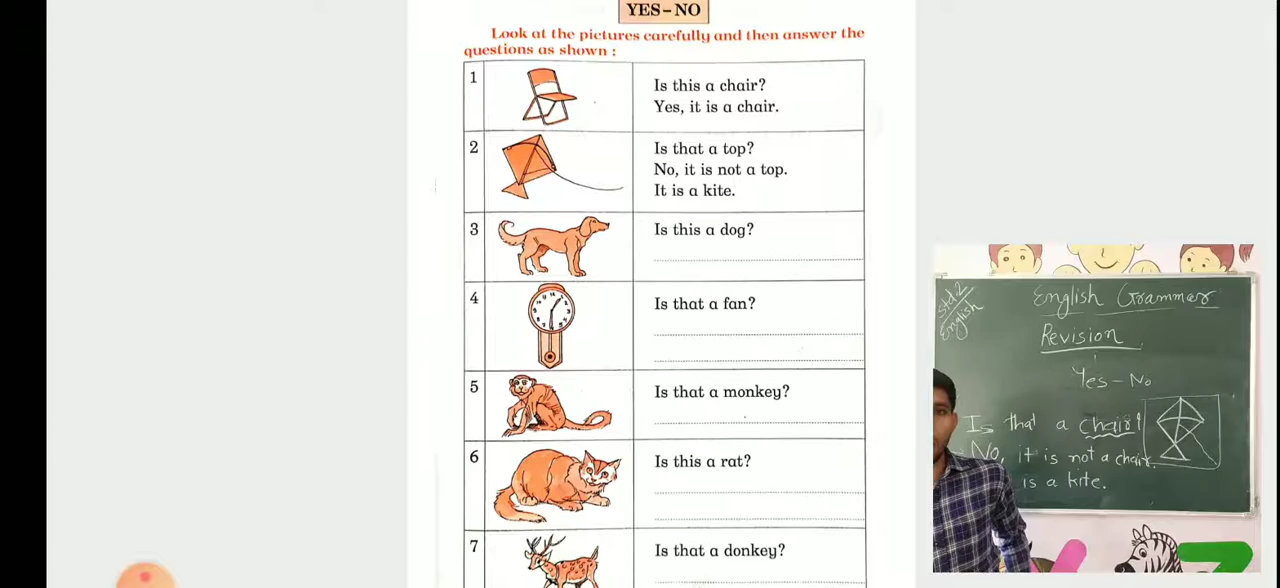 YES – NO
Look at the pictures carefully and then answer the
questions as shown :
1
Is this a chair?
Yes, it is a chair.
2
Is that a top?
No, it is not a top.
It is a kite.
3
Is this a dog?
4
Is that a fan?
5
Is that a monkey?
6
Is this a rat?
7
Is that a donkey?
Std 2
English
English Grammar
Revision
Yes – No
Is that a chair?
No, it is not a chair.
is a kite.